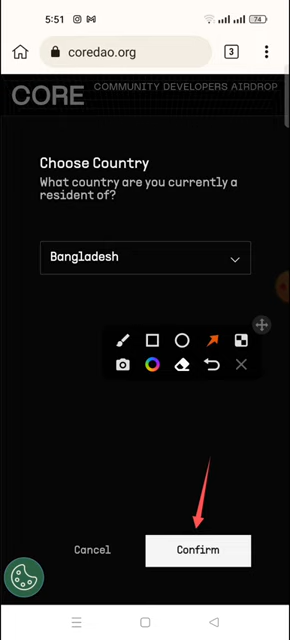 5:51
74
coredao.org
3
CORE
COMMUNITY DEVELOPERS AIRDROP
Choose Country
What country are you currently a
resident of?
Bangladesh
Cancel
Confirm